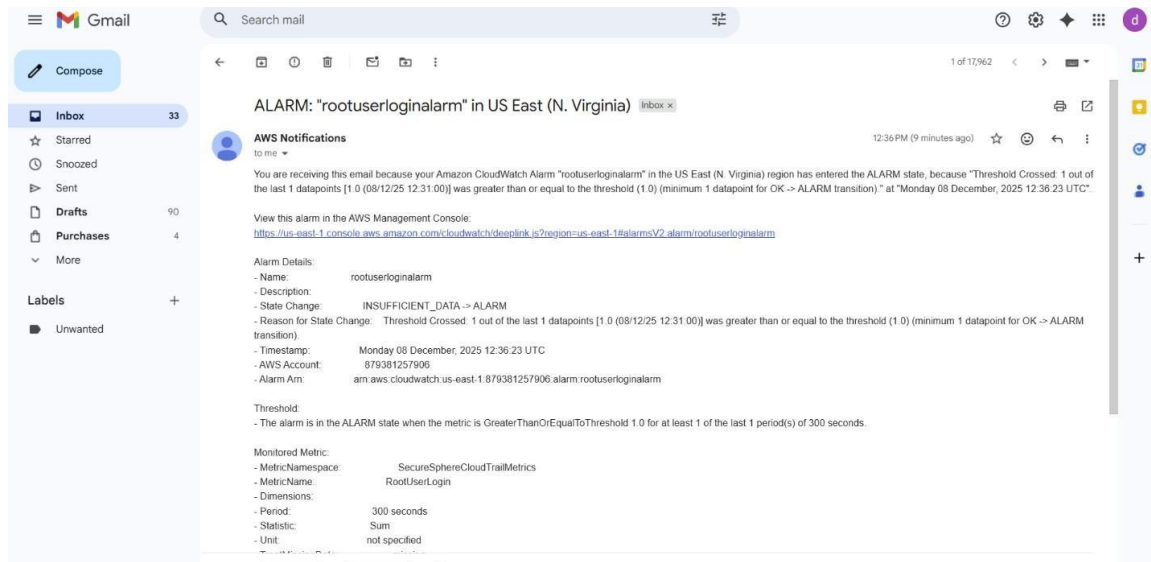 Gmail
Search mail
d
Compose
1 of 17,962
Inbox 33
Starred
Snoozed
Sent
Drafts 90
Purchases 4
More
Labels
Unwanted
ALARM: "rootuserloginalarm" in US East (N. Virginia) Inbox x
AWS Notifications 12:36 PM (9 minutes ago)
to me
You are receiving this email because your Amazon CloudWatch Alarm "rootuserloginalarm" in the US East (N. Virginia) region has entered the ALARM state, because "Threshold Crossed: 1 out of
the last 1 datapoints [1.0 (08/12/25 12:31:00)] was greater than or equal to the threshold (1.0) (minimum 1 datapoint for OK -> ALARM transition)." at "Monday 08 December, 2025 12:36:23 UTC".
View this alarm in the AWS Management Console:
https://us-east-1.console.aws.amazon.com/cloudwatch/deeplink.js?region=us-east-1#alarmsV2:alarm/rootuserloginalarm
Alarm Details:
- Name: rootuserloginalarm
- Description:
- State Change: INSUFFICIENT_DATA -> ALARM
- Reason for State Change: Threshold Crossed: 1 out of the last 1 datapoints [1.0 (08/12/25 12:31:00)] was greater than or equal to the threshold (1.0) (minimum 1 datapoint for OK -> ALARM
transition).
- Timestamp: Monday 08 December, 2025 12:36:23 UTC
- AWS Account: 879381257906
- Alarm Arn: arn:aws:cloudwatch:us-east-1:879381257906:alarm:rootuserloginalarm
Threshold:
- The alarm is in the ALARM state when the metric is GreaterThanOrEqualToThreshold 1.0 for at least 1 of the last 1 period(s) of 300 seconds.
Monitored Metric:
- MetricNamespace: SecureSphereCloudTrailMetrics
- MetricName: RootUserLogin
- Dimensions:
- Period: 300 seconds
- Statistic: Sum
- Unit: not specified